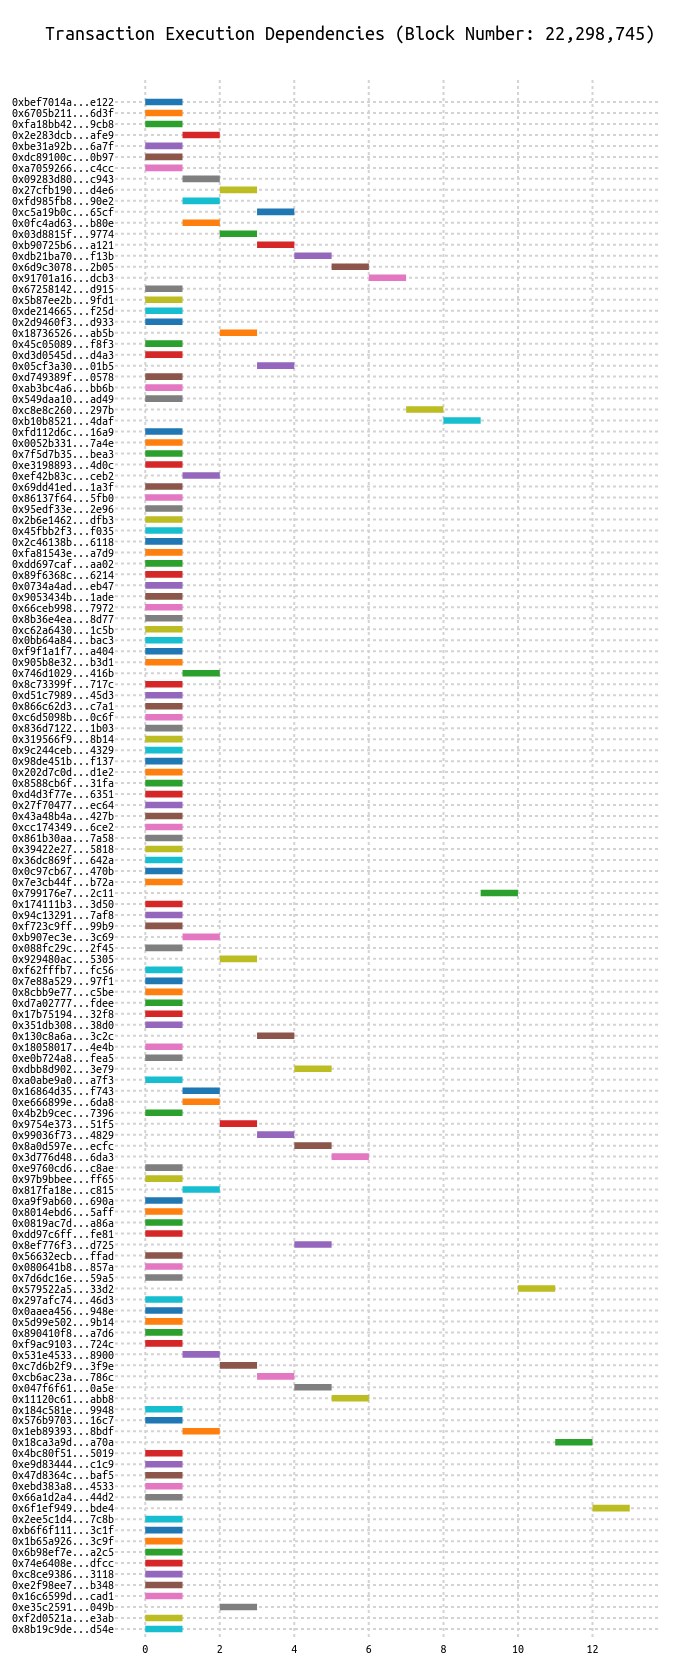 Transaction Execution Dependencies (Block Number: 22,298,745)
0xbef7014a...e122
0x6705b211...6d3f
0xfa18bb42...9cb8
0x2e283dcb...afe9
0xbe31a92b...6a7f
0xdc89100c...0b97
0xa7059266...c4cc
0x09283d80...c943
0x27cfb190...d4e6
0xfd985fb8...90e2
0xc5a19b0c...65cf
0x0fc4ad63...b80e
0x03d8815f...9774
0xb90725b6...a121
0xdb21ba70...f13b
0x6d9c3078...2b05
0x91701a16...dcb3
0x67258142...d915
0x5b87ee2b...9fd1
0xde214665...f25d
0x2d9460f3...d933
0x18736526...ab5b
0x45c05089...f8f3
0xd3d0545d...d4a3
0x05cf3a30...01b5
0xd749389f...0578
0xab3bc4a6...bb6b
0x549daa10...ad49
0xc8e8c260...297b
0xb10b8521...4daf
0xfd112d6c...16a9
0x0052b331...7a4e
0x7f5d7b35...bea3
0xe3198893...4d0c
0xef42b83c...ceb2
0x69dd41ed...1a3f
0x86137f64...5fb0
0x95edf33e...2e96
0x2b6e1462...dfb3
0x45fbb2f3...f035
0x2c46138b...6118
0xfa81543e...a7d9
0xdd697caf...aa02
0x89f6368c...6214
0x0734a4ad...eb47
0x9053434b...1ade
0x66ceb998...7972
0x8b36e4ea...8d77
0xc62a6430...1c5b
0x0bb64a84...bac3
0xf9f1a1f7...a404
0x905b8e32...b3d1
0x746d1029...416b
0x8c73399f...717c
0xd51c7989...45d3
0x866c62d3...c7a1
0xc6d5098b...0c6f
0x836d7122...1b03
0x319566f9...8b14
0x9c244ceb...4329
0x98de451b...f137
0x202d7c0d...d1e2
0x8588cb6f...31fa
0xd4d3f77e...6351
0x27f70477...ec64
0x43a48b4a...427b
0xcc174349...6ce2
0x861b30aa...7a58
0x39422e27...5818
0x36dc869f...642a
0x0c97cb67...470b
0x7e3cb44f...b72a
0x799176e7...2c11
0x174111b3...3d50
0x94c13291...7af8
0xf723c9ff...99b9
0xb907ec3e...3c69
0x088fc29c...2f45
0x929480ac...5305
0xf62fffb7...fc56
0x7e88a529...97f1
0x8cbb9e77...c5be
0xd7a02777...fdee
0x17b75194...32f8
0x351db308...38d0
0x130c8a6a...3c2c
0x18058017...4e4b
0xe0b724a8...fea5
0xdbb8d902...3e79
0xa0abe9a0...a7f3
0x16864d35...f743
0xe666899e...6da8
0x4b2b9cec...7396
0x9754e373...51f5
0x99036f73...4829
0x8a0d597e...ecfc
0x3d776d48...6da3
0xe9760cd6...c8ae
0x97b9bbee...ff65
0x817fa18e...c815
0xa9f9ab60...690a
0x8014ebd6...5aff
0x0819ac7d...a86a
0xdd97c6ff...fe81
0x8ef776f3...d725
0x56632ecb...ffad
0x080641b8...857a
0x7d6dc16e...59a5
0x579522a5...33d2
0x297afc74...46d3
0x0aaea456...948e
0x5d99e502...9b14
0x890410f8...a7d6
0xf9ac9103...724c
0x531e4533...8900
0xc7d6b2f9...3f9e
0xcb6ac23a...786c
0x047f6f61...0a5e
0x11120c61...abb8
0x184c581e...9948
0x576b9703...16c7
0x1eb89393...8bdf
0x18ca3a9d...a70a
0x4bc80f51...5019
0xe9d83444...c1c9
0x47d8364c...baf5
0xebd383a8...4533
0x66a1d2a4...44d2
0x6f1ef949...bde4
0x2ee5c1d4...7c8b
0xb6f6f111...3c1f
0x1b65a926...3c9f
0x6b98ef7e...a2c5
0x74e6408e...dfcc
0xc8ce9386...3118
0xe2f98ee7...b348
0x16c6599d...cad1
0xe35c2591...049b
0xf2d0521a...e3ab
0x8b19c9de...d54e
0 2 4 6 8 10 12